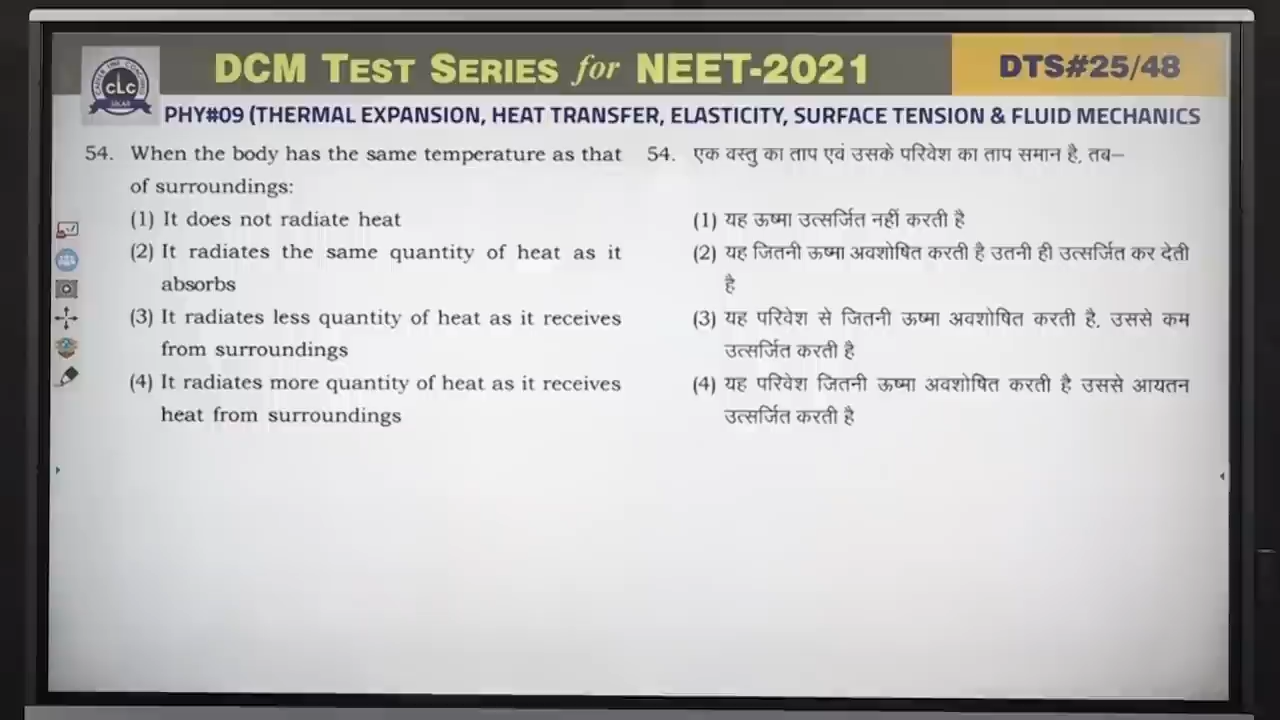 DCM TEST SERIES for NEET-2021
DTS#25/48
CLC
PHY#09 (THERMAL EXPANSION, HEAT TRANSFER, ELASTICITY, SURFACE TENSION & FLUID MECHANICS
54. When the body has the same temperature as that
of surroundings:
(1) It does not radiate heat
(2) It radiates the same quantity of heat as it
absorbs
(3) It radiates less quantity of heat as it receives
from surroundings
(4) It radiates more quantity of heat as it receives
heat from surroundings
54. एक वस्तु का ताप एवं उसके परिवेश का ताप समान है, तब–
(1) यह ऊष्मा उत्सर्जित नहीं करती है
(2) यह जितनी ऊष्मा अवशोषित करती है उतनी ही उत्सर्जित कर देती
है
(3) यह परिवेश से जितनी ऊष्मा अवशोषित करती है, उससे कम
उत्सर्जित करती है
(4) यह परिवेश जितनी ऊष्मा अवशोषित करती है उससे आयतन
उत्सर्जित करती है